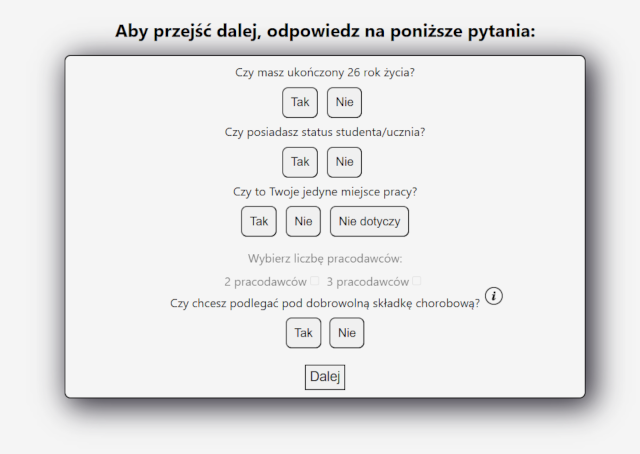 Aby przejść dalej, odpowiedz na poniższe pytania:
Czy masz ukończony 26 rok życia?
Tak Nie
Czy posiadasz status studenta/ucznia?
Tak Nie
Czy to Twoje jedyne miejsce pracy?
Tak Nie Nie dotyczy
Wybierz liczbę pracodawców:
2 pracodawców 3 pracodawców
Czy chcesz podlegać pod dobrowolną składkę chorobową? i
Tak Nie
Dalej